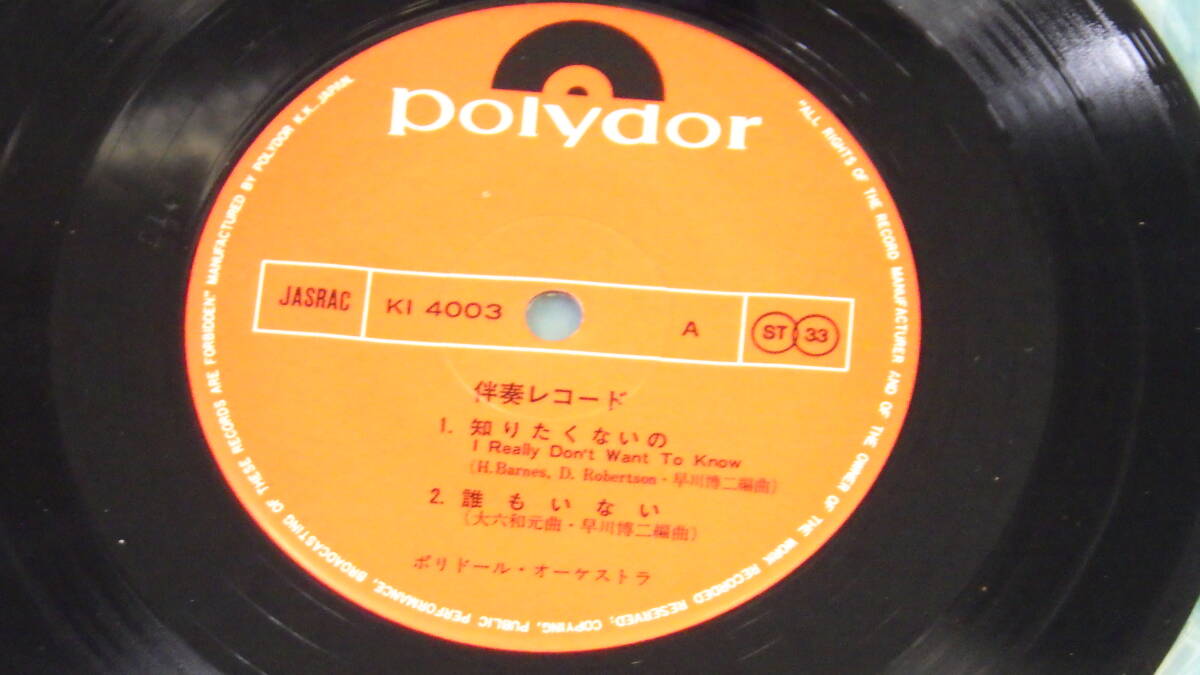 polydor
JASRAC KI 4003 A ST 33
伴奏レコード
1. 知りたくないの
I Really Don't Want To Know
(H.Barnes, D. Robertson・早川博二編曲)
2. 誰もいない
(大六和元曲・早川博二編曲)
ポリドール・オーケストラ
"ALL RIGHTS OF THE RECORD MANUFACTURER AND OF THE OWNER OF THE WORK RECORDED RESERVED; COPYING, PUBLIC PERFORMANCE, BROADCASTING OF THESE RECORDS ARE FORBIDDEN" MANUFACTURED BY POLYDOR K.K., JAPAN.